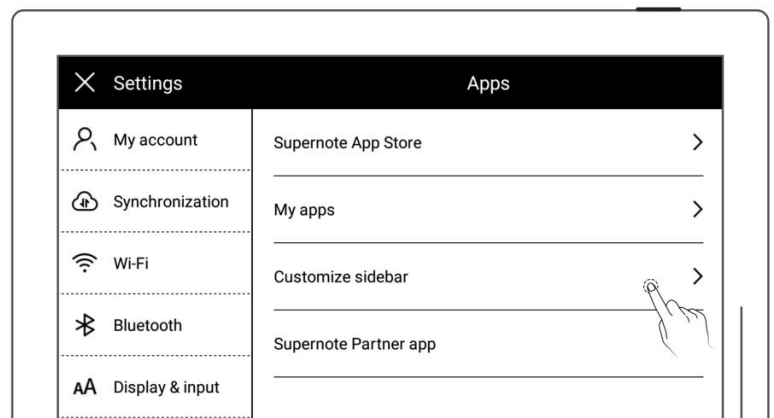 Settings
Apps
My account
Synchronization
Wi-Fi
Bluetooth
AA Display & input
Supernote App Store
My apps
Customize sidebar
Supernote Partner app